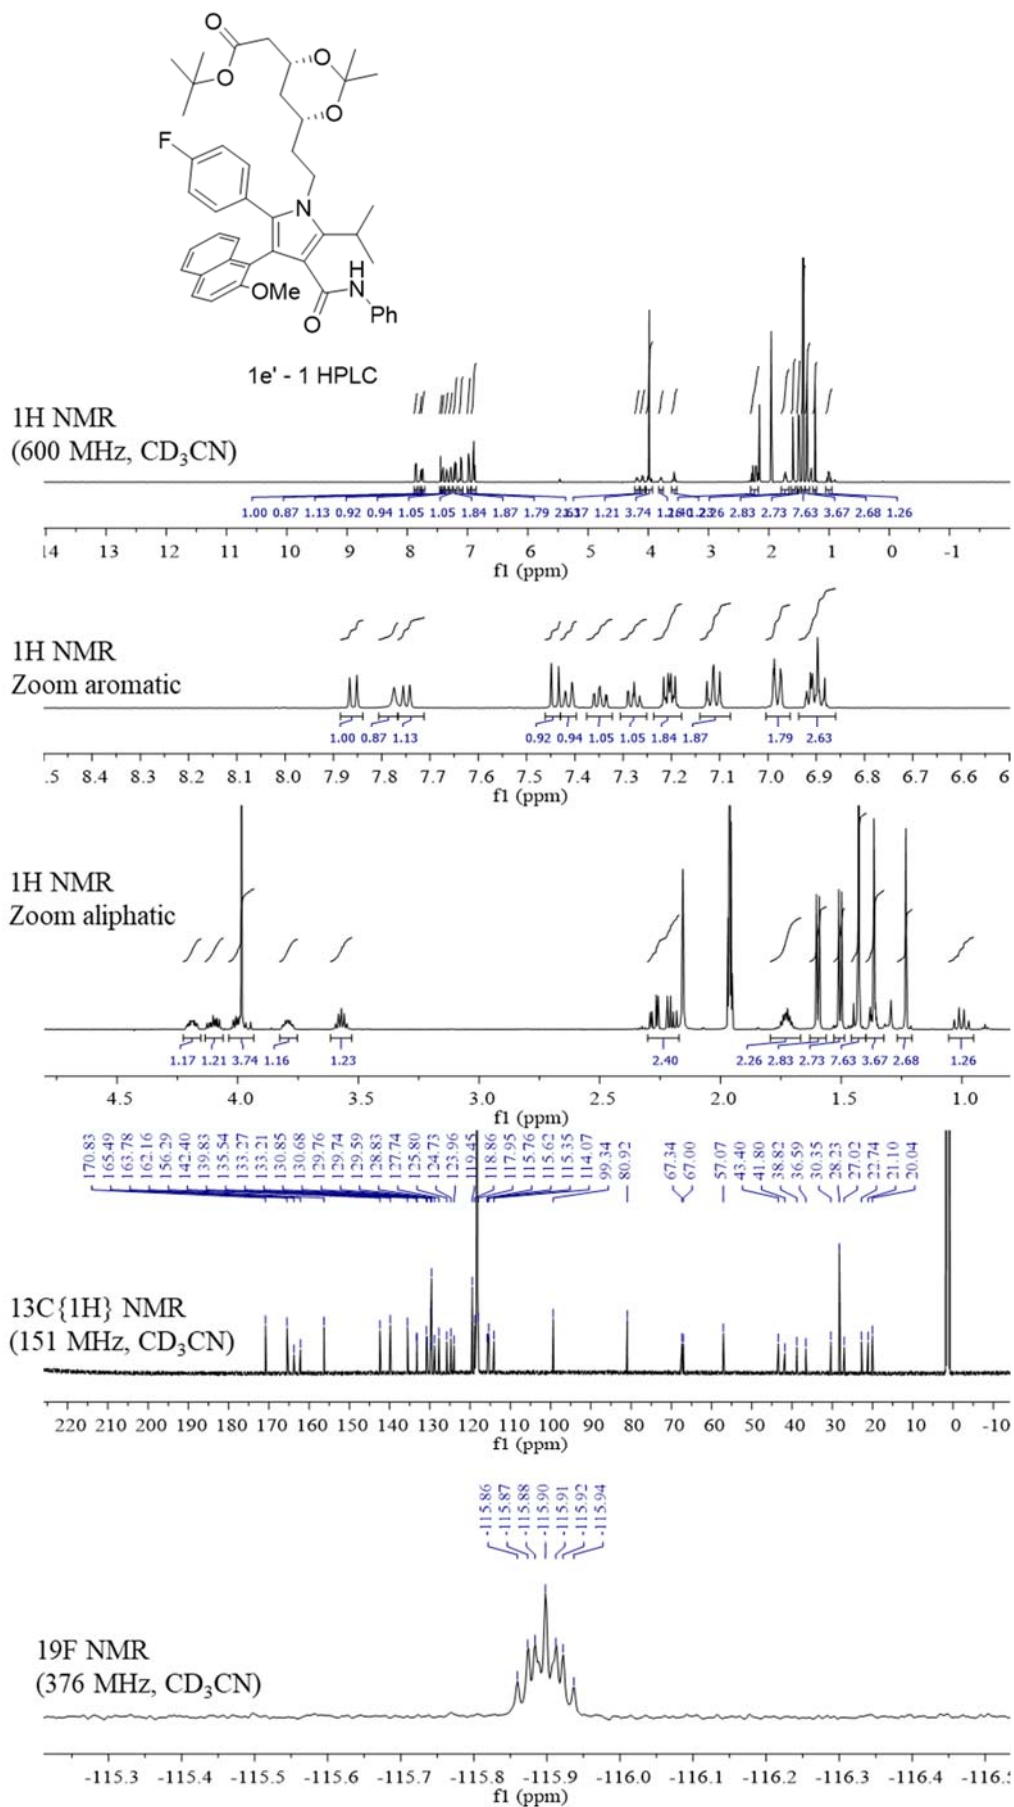 O
O
O
O
F
N
H
N
OMe
O
Ph
1e' - 1 HPLC
1H NMR
(600 MHz, CD3CN)
1.00 0.87 1.13 0.92 0.94 1.05 1.05 1.84 1.87 1.79 1.21 3.74 2.83 2.73 7.63 3.67 2.68 1.26
14 13 12 11 10 9 8 7 6 5 4 3 2 1 0 -1
f1 (ppm)
1H NMR
Zoom aromatic
1.00 0.87 1.13 0.92 0.94 1.05 1.05 1.84 1.87 1.79 2.63
.5 8.4 8.3 8.2 8.1 8.0 7.9 7.8 7.7 7.6 7.5 7.4 7.3 7.2 7.1 7.0 6.9 6.8 6.7 6.6 6
f1 (ppm)
1H NMR
Zoom aliphatic
1.17 1.21 3.74 1.16 1.23 2.40 2.26 2.83 2.73 7.63 3.67 2.68 1.26
4.5 4.0 3.5 3.0 2.5 2.0 1.5 1.0
f1 (ppm)
170.83
165.49
163.78
162.16
156.29
142.40
139.83
135.54
133.27
133.21
130.85
130.68
129.76
129.74
129.59
128.83
127.74
125.80
124.73
123.96
119.45
118.86
117.95
115.76
115.62
115.35
114.07
99.34
80.92
67.34
67.00
57.07
43.40
41.80
38.82
36.59
30.35
28.23
27.02
22.74
21.10
20.04
13C{1H} NMR
(151 MHz, CD3CN)
220 210 200 190 180 170 160 150 140 130 120 110 100 90 80 70 60 50 40 30 20 10 0 -10
f1 (ppm)
-115.86
-115.87
-115.88
-115.90
-115.91
-115.92
-115.94
19F NMR
(376 MHz, CD3CN)
-115.3 -115.4 -115.5 -115.6 -115.7 -115.8 -115.9 -116.0 -116.1 -116.2 -116.3 -116.4 -116.5
f1 (ppm)